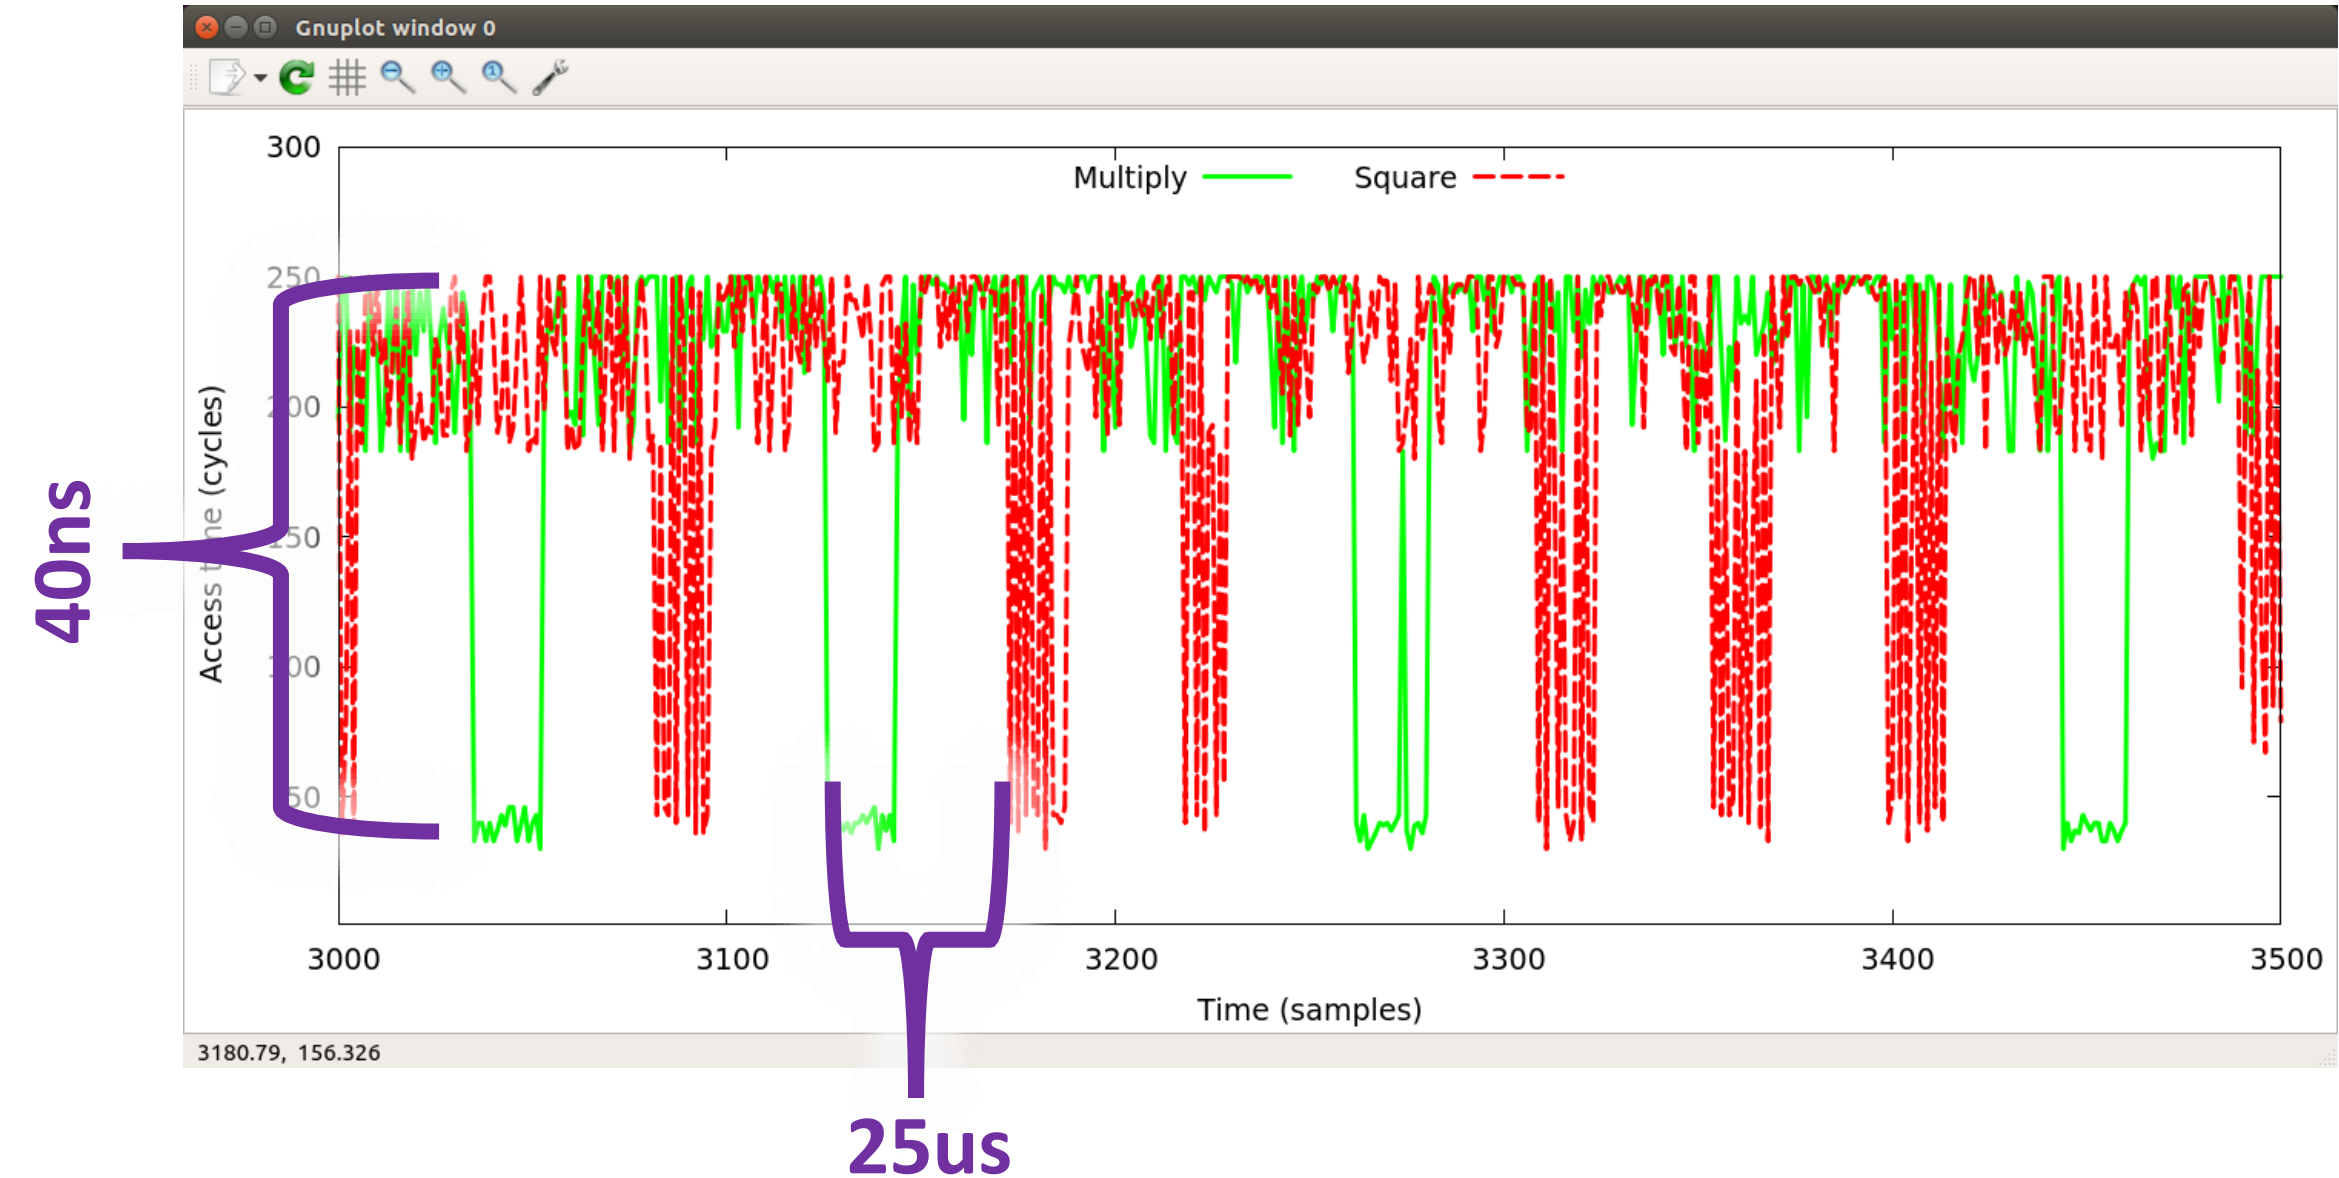 Gnuplot window 0
300
Multiply
Square
250
200
150
100
50
Access time (cycles)
40ns
3000 3100 3200 3300 3400 3500
Time (samples)
3180.79, 156.326
25us